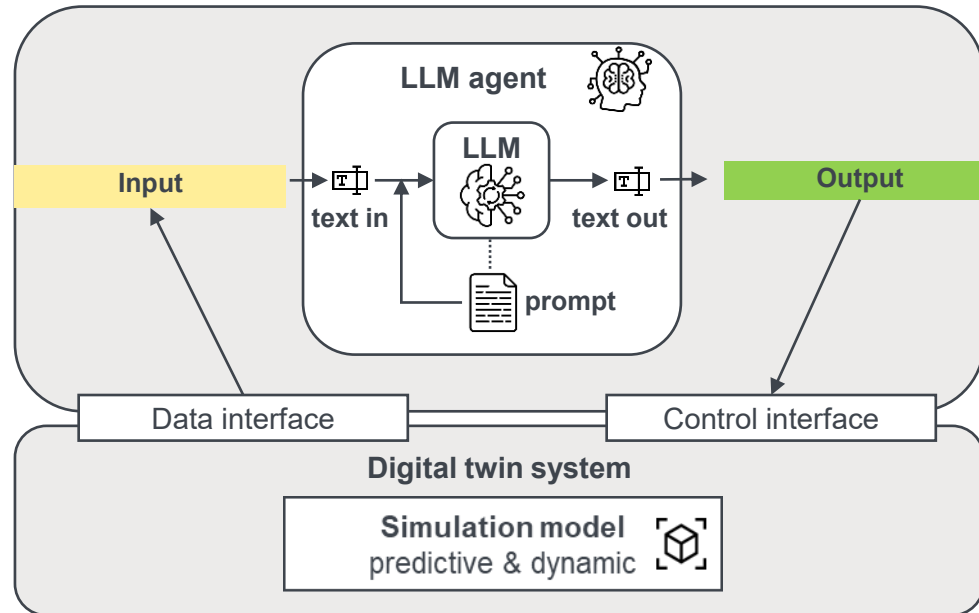 LLM agent
LLM
Input
Output
T
T
text in
text out
prompt
Data interface
Control interface
Digital twin system
Simulation model
predictive & dynamic